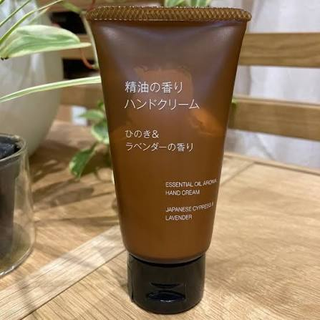 精油の香り
ハンドクリーム
ひのき&
ラベンダーの香り
ESSENTIAL OIL AROMA
HAND CREAM
JAPANESE CYPRESS &
LAVENDER